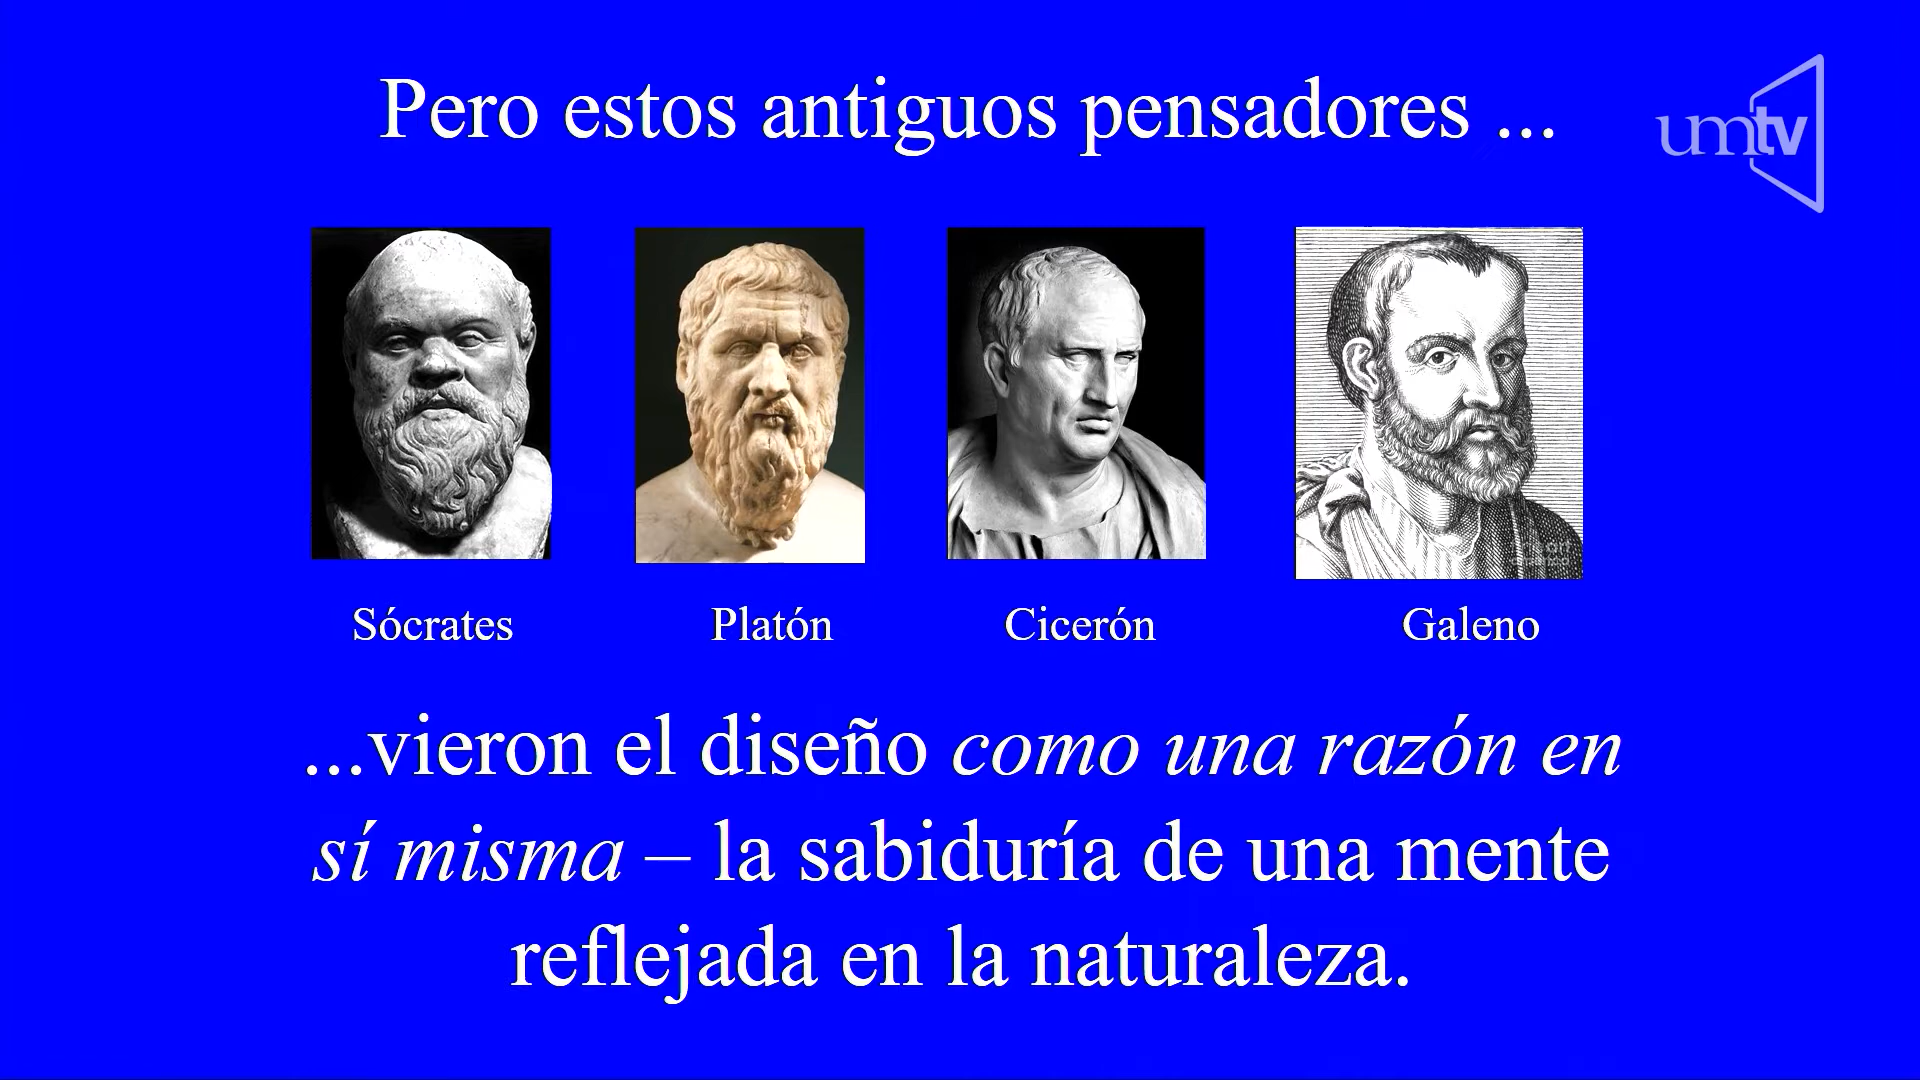 Pero estos antiguos pensadores ...
umtv
Sócrates
Platón
Cicerón
Galeno
...vieron el diseño como una razón en
sí misma – la sabiduría de una mente
reflejada en la naturaleza.